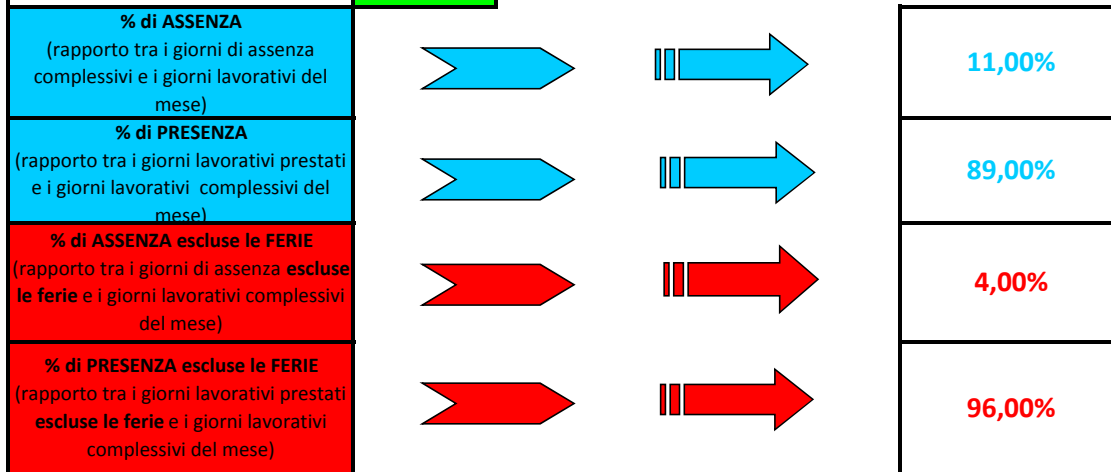 % di ASSENZA
(rapporto tra i giorni di assenza
complessivi e i giorni lavorativi del
mese)
11,00%
% di PRESENZA
(rapporto tra i giorni lavorativi prestati
e i giorni lavorativi complessivi del
mese)
89,00%
% di ASSENZA escluse le FERIE
(rapporto tra i giorni di assenza escluse
le ferie e i giorni lavorativi complessivi
del mese)
4,00%
% di PRESENZA escluse le FERIE
(rapporto tra i giorni lavorativi prestati
escluse le ferie e i giorni lavorativi
complessivi del mese)
96,00%